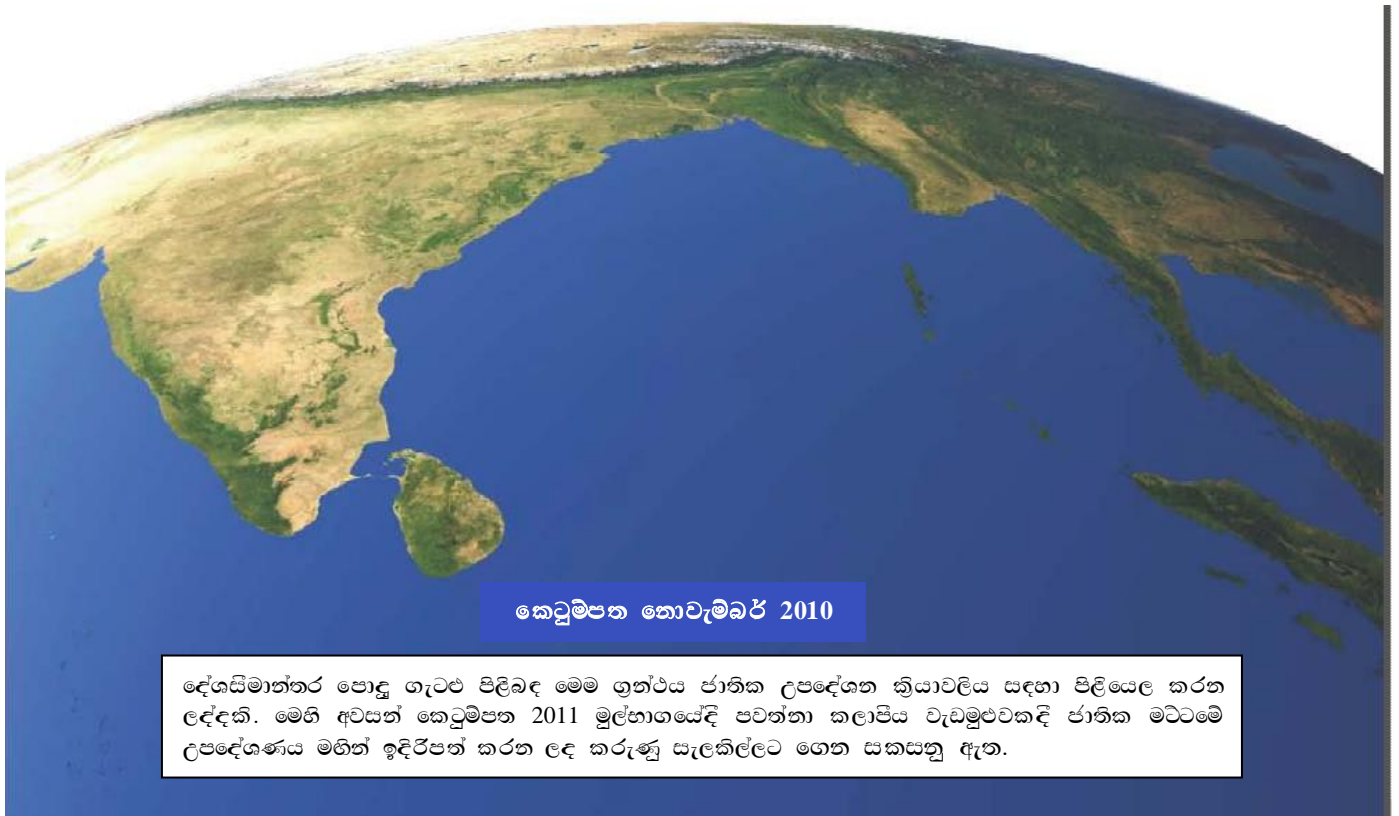 කෙටුම්පත නොවැම්බර් 2010
දේශසීමාන්තර පොදු ගැටළු පිළිබඳ මෙම ග්‍රන්ථය ජාතික උපදේශන ක්‍රියාවලිය සඳහා පිළියෙල කරන
ලද්දකි. මෙහි අවසන් කෙටුම්පත 2011 මුල්භාගයේදී පවත්නා කලාපීය වැඩමුළුවකදී ජාතික මට්ටමේ
උපදේශණය මඟින් ඉදිරිපත් කරන ලද කරුණු සැලකිල්ලට ගෙන සකසනු ඇත.